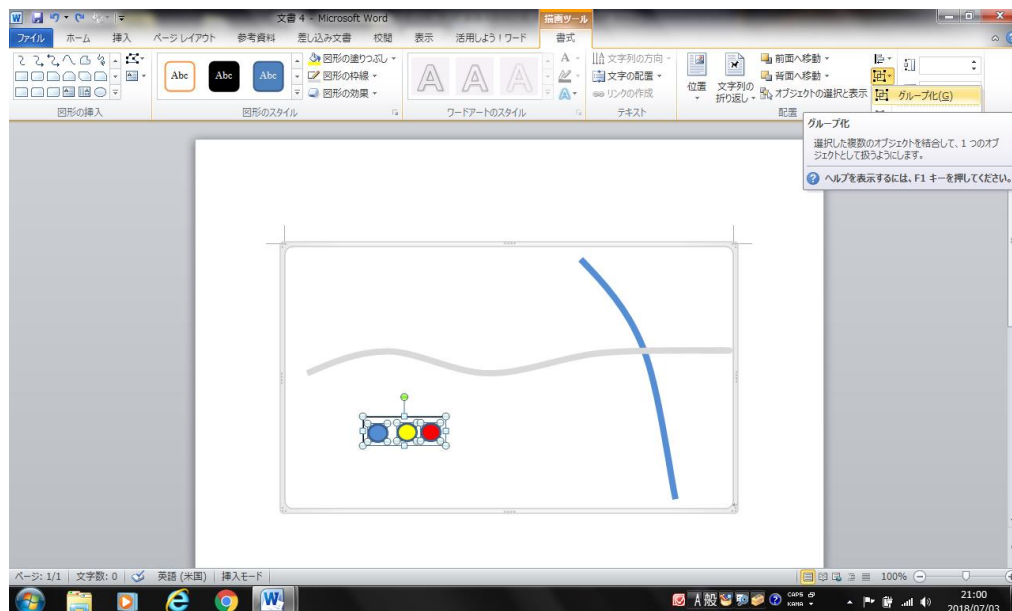 文書 4 - Microsoft Word
描画ツール
ファイル ホーム 挿入 ページ レイアウト 参考資料 差し込み文書 校閲 表示 活用しよう！ワード 書式
Abc Abc Abc
図形の塗りつぶし
図形の枠線
図形の効果
A A A
文字列の方向
文字の配置
リンクの作成
位置
文字列の
折り返し
前面へ移動
背面へ移動
オブジェクトの選択と表示
グループ化(G)
図形の挿入 図形のスタイル ワードアートのスタイル テキスト 配置
グループ化
選択した複数のオブジェクトを結合して、1 つのオブ
ジェクトとして扱うようにします。
ヘルプを表示するには、F1 キーを押してください。
ページ: 1/1 文字数: 0 英語 (米国) 挿入モード 100%
A 般 CAPS KANA
21:00
2018/07/03